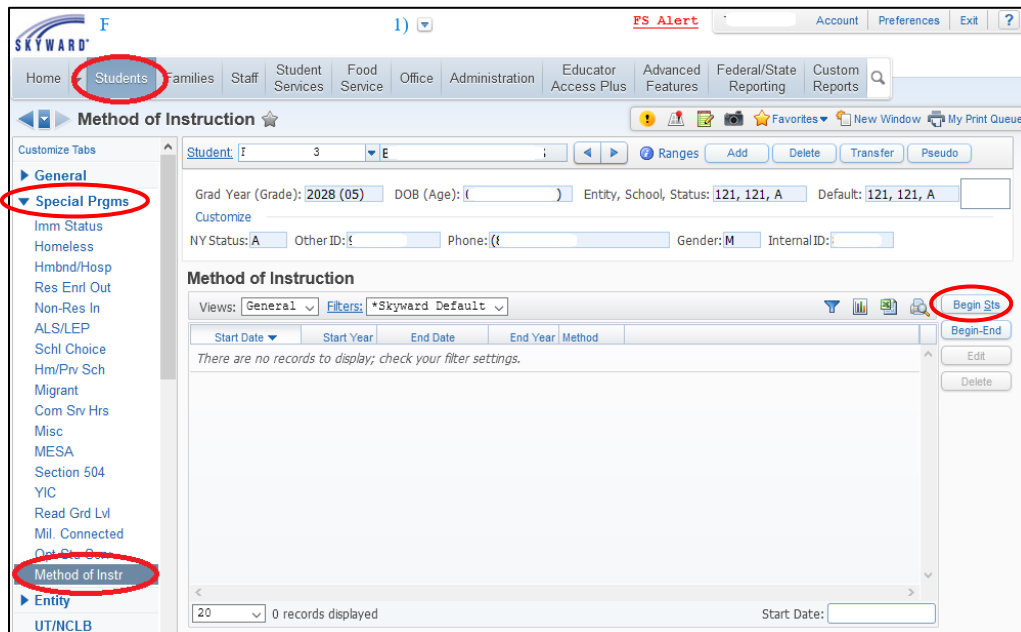 F 1) FS Alert Account Preferences Exit ?
SKYWARD
Home Students Families Staff Student Services Food Service Office Administration Educator Access Plus Advanced Features Federal/State Reporting Custom Reports
Method of Instruction Favorites New Window My Print Queue
Customize Tabs
General
Special Prgms
Imm Status
Homeless
Hmbnd/Hosp
Res Enrl Out
Non-Res In
ALS/LEP
Schl Choice
Hm/Prv Sch
Migrant
Com Srv Hrs
Misc
MESA
Section 504
YIC
Read Grd Lvl
Mil. Connected
Method of Instr
Entity
UT/NCLB
Student: 3 Ranges Add Delete Transfer Pseudo
Grad Year (Grade): 2028 (05) DOB (Age): ( ) Entity, School, Status: 121, 121, A Default: 121, 121, A
Customize
NY Status: A Other ID: 9 Phone: (8 Gender: M Internal ID:
Method of Instruction
Views: General Filters: *Skyward Default
Begin Sts
Begin-End
Edit
Delete
Start Date Start Year End Date End Year Method
There are no records to display; check your filter settings.
20 0 records displayed Start Date: